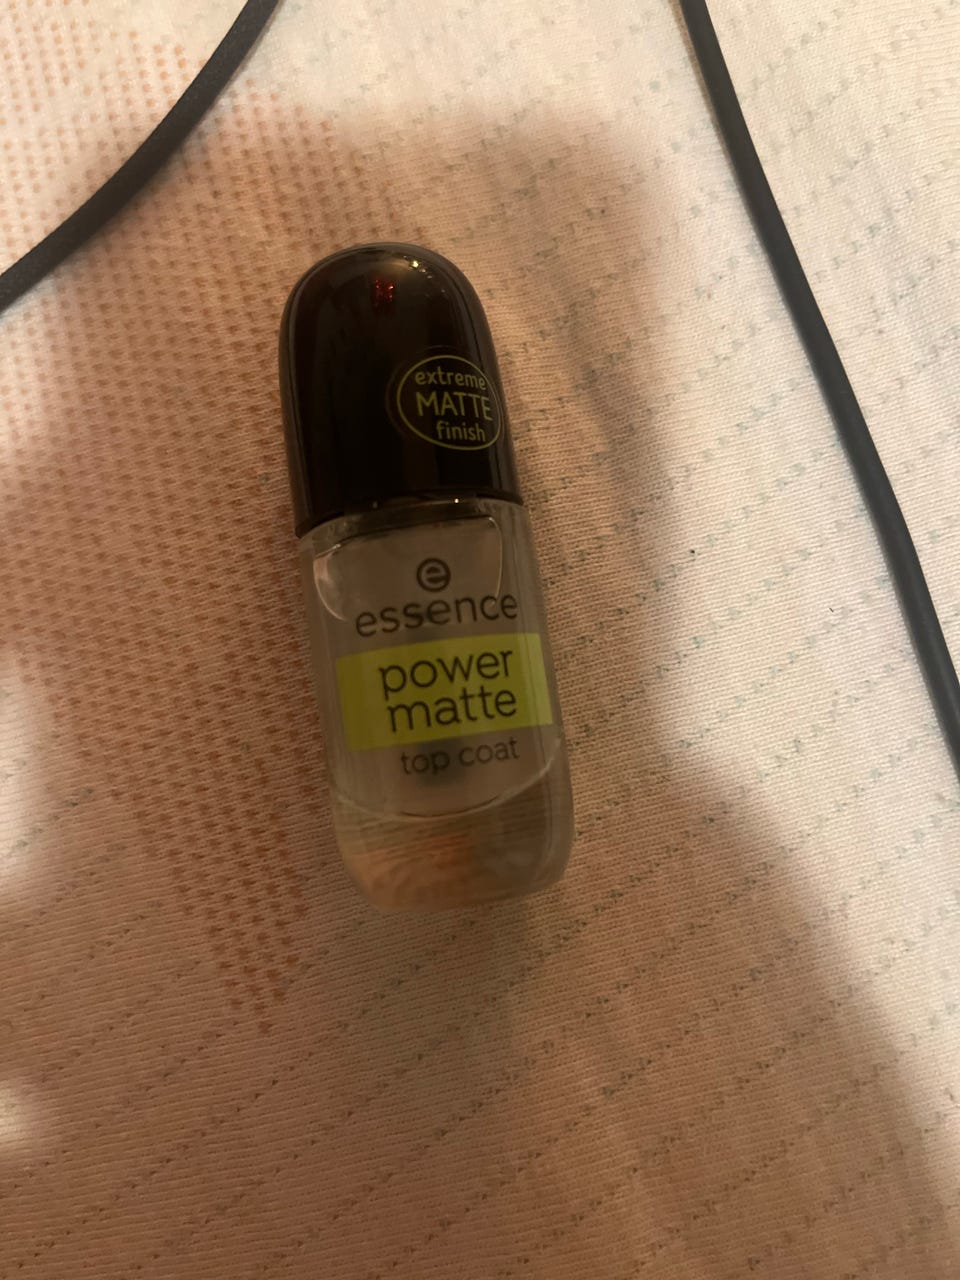 extreme
MATTE
finish
e
essence
power
matte
top coat